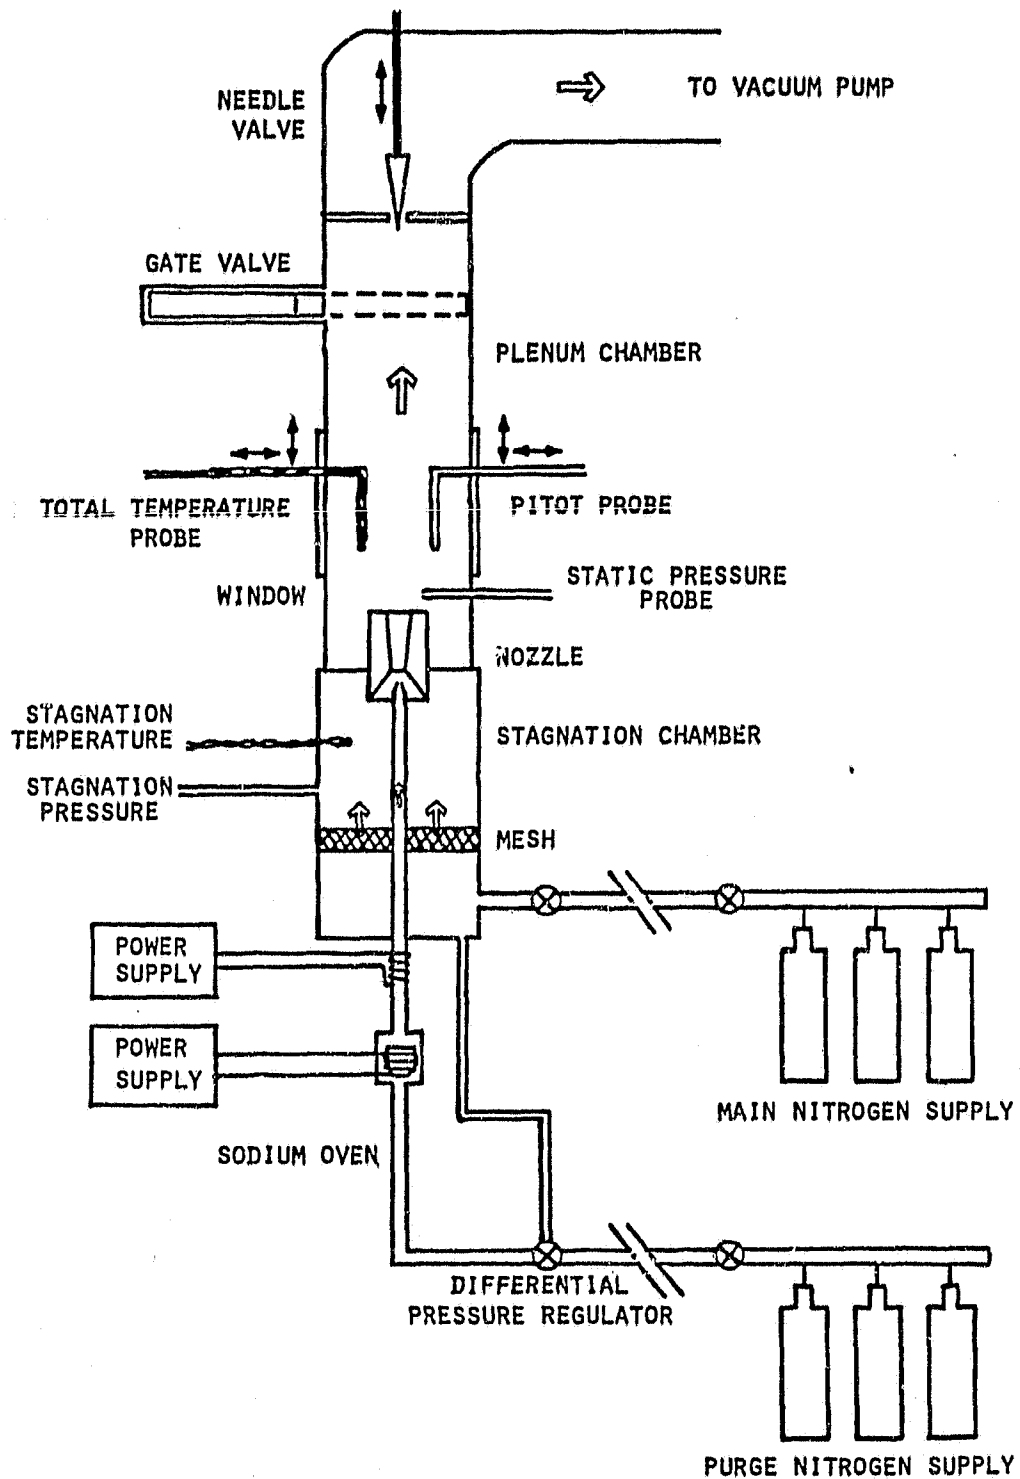 NEEDLE
VALVE
TO VACUUM PUMP
GATE VALVE
PLENUM CHAMBER
TOTAL TEMPERATURE
PROBE
PITOT PROBE
WINDOW
STATIC PRESSURE
PROBE
NOZZLE
STAGNATION
TEMPERATURE
STAGNATION CHAMBER
STAGNATION
PRESSURE
MESH
POWER
SUPPLY
POWER
SUPPLY
MAIN NITROGEN SUPPLY
SODIUM OVEN
DIFFERENTIAL
PRESSURE REGULATOR
PURGE NITROGEN SUPPLY